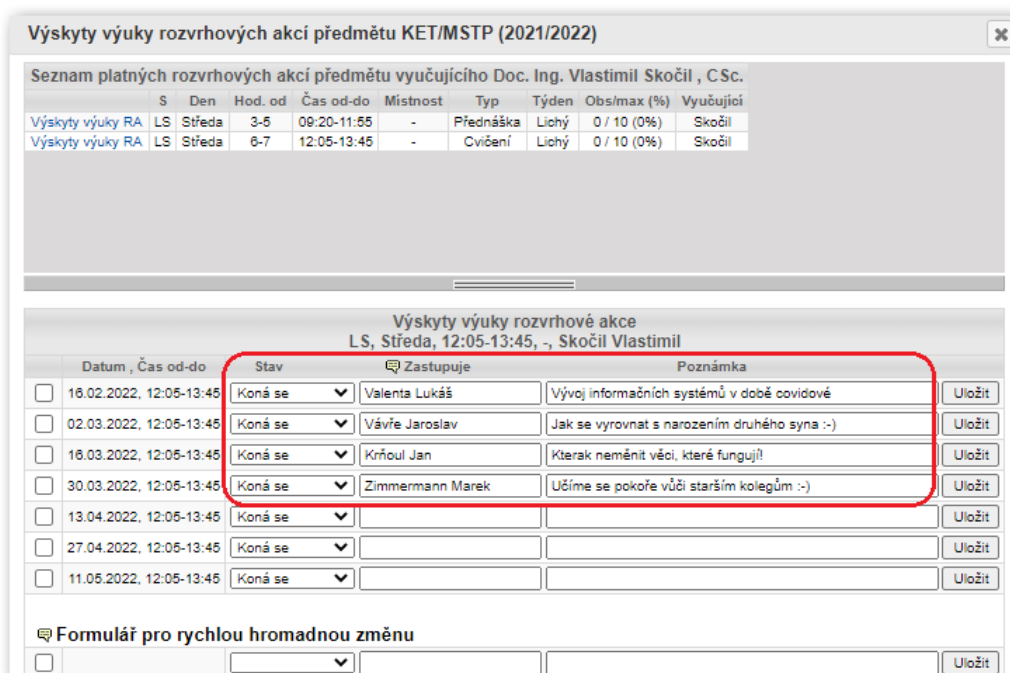 Výskyty výuky rozvrhových akcí předmětu KET/MSTP (2021/2022)
Seznam platných rozvrhových akcí předmětu vyučujícího Doc. Ing. Vlastimil Skočil , CSc.
S Den Hod. od Čas od-do Místnost Typ Týden Obs/max (%) Vyučující
Výskyty výuky RA LS Středa 3-5 09:20-11:55 - Přednáška Lichý 0 / 10 (0%) Skočil
Výskyty výuky RA LS Středa 6-7 12:05-13:45 - Cvičení Lichý 0 / 10 (0%) Skočil
Výskyty výuky rozvrhové akce
LS, Středa, 12:05-13:45, -, Skočil Vlastimil
Datum , Čas od-do Stav Zastupuje Poznámka
16.02.2022, 12:05-13:45 Koná se Valenta Lukáš Vývoj informačních systémů v době covidové Uložit
02.03.2022, 12:05-13:45 Koná se Vávře Jaroslav Jak se vyrovnat s narozením druhého syna :-) Uložit
16.03.2022, 12:05-13:45 Koná se Krňoul Jan Kterak neměnit věci, které fungují! Uložit
30.03.2022, 12:05-13:45 Koná se Zimmermann Marek Učíme se pokoře vůči starším kolegům :-) Uložit
13.04.2022, 12:05-13:45 Koná se Uložit
27.04.2022, 12:05-13:45 Koná se Uložit
11.05.2022, 12:05-13:45 Koná se Uložit
Formulář pro rychlou hromadnou změnu
Uložit